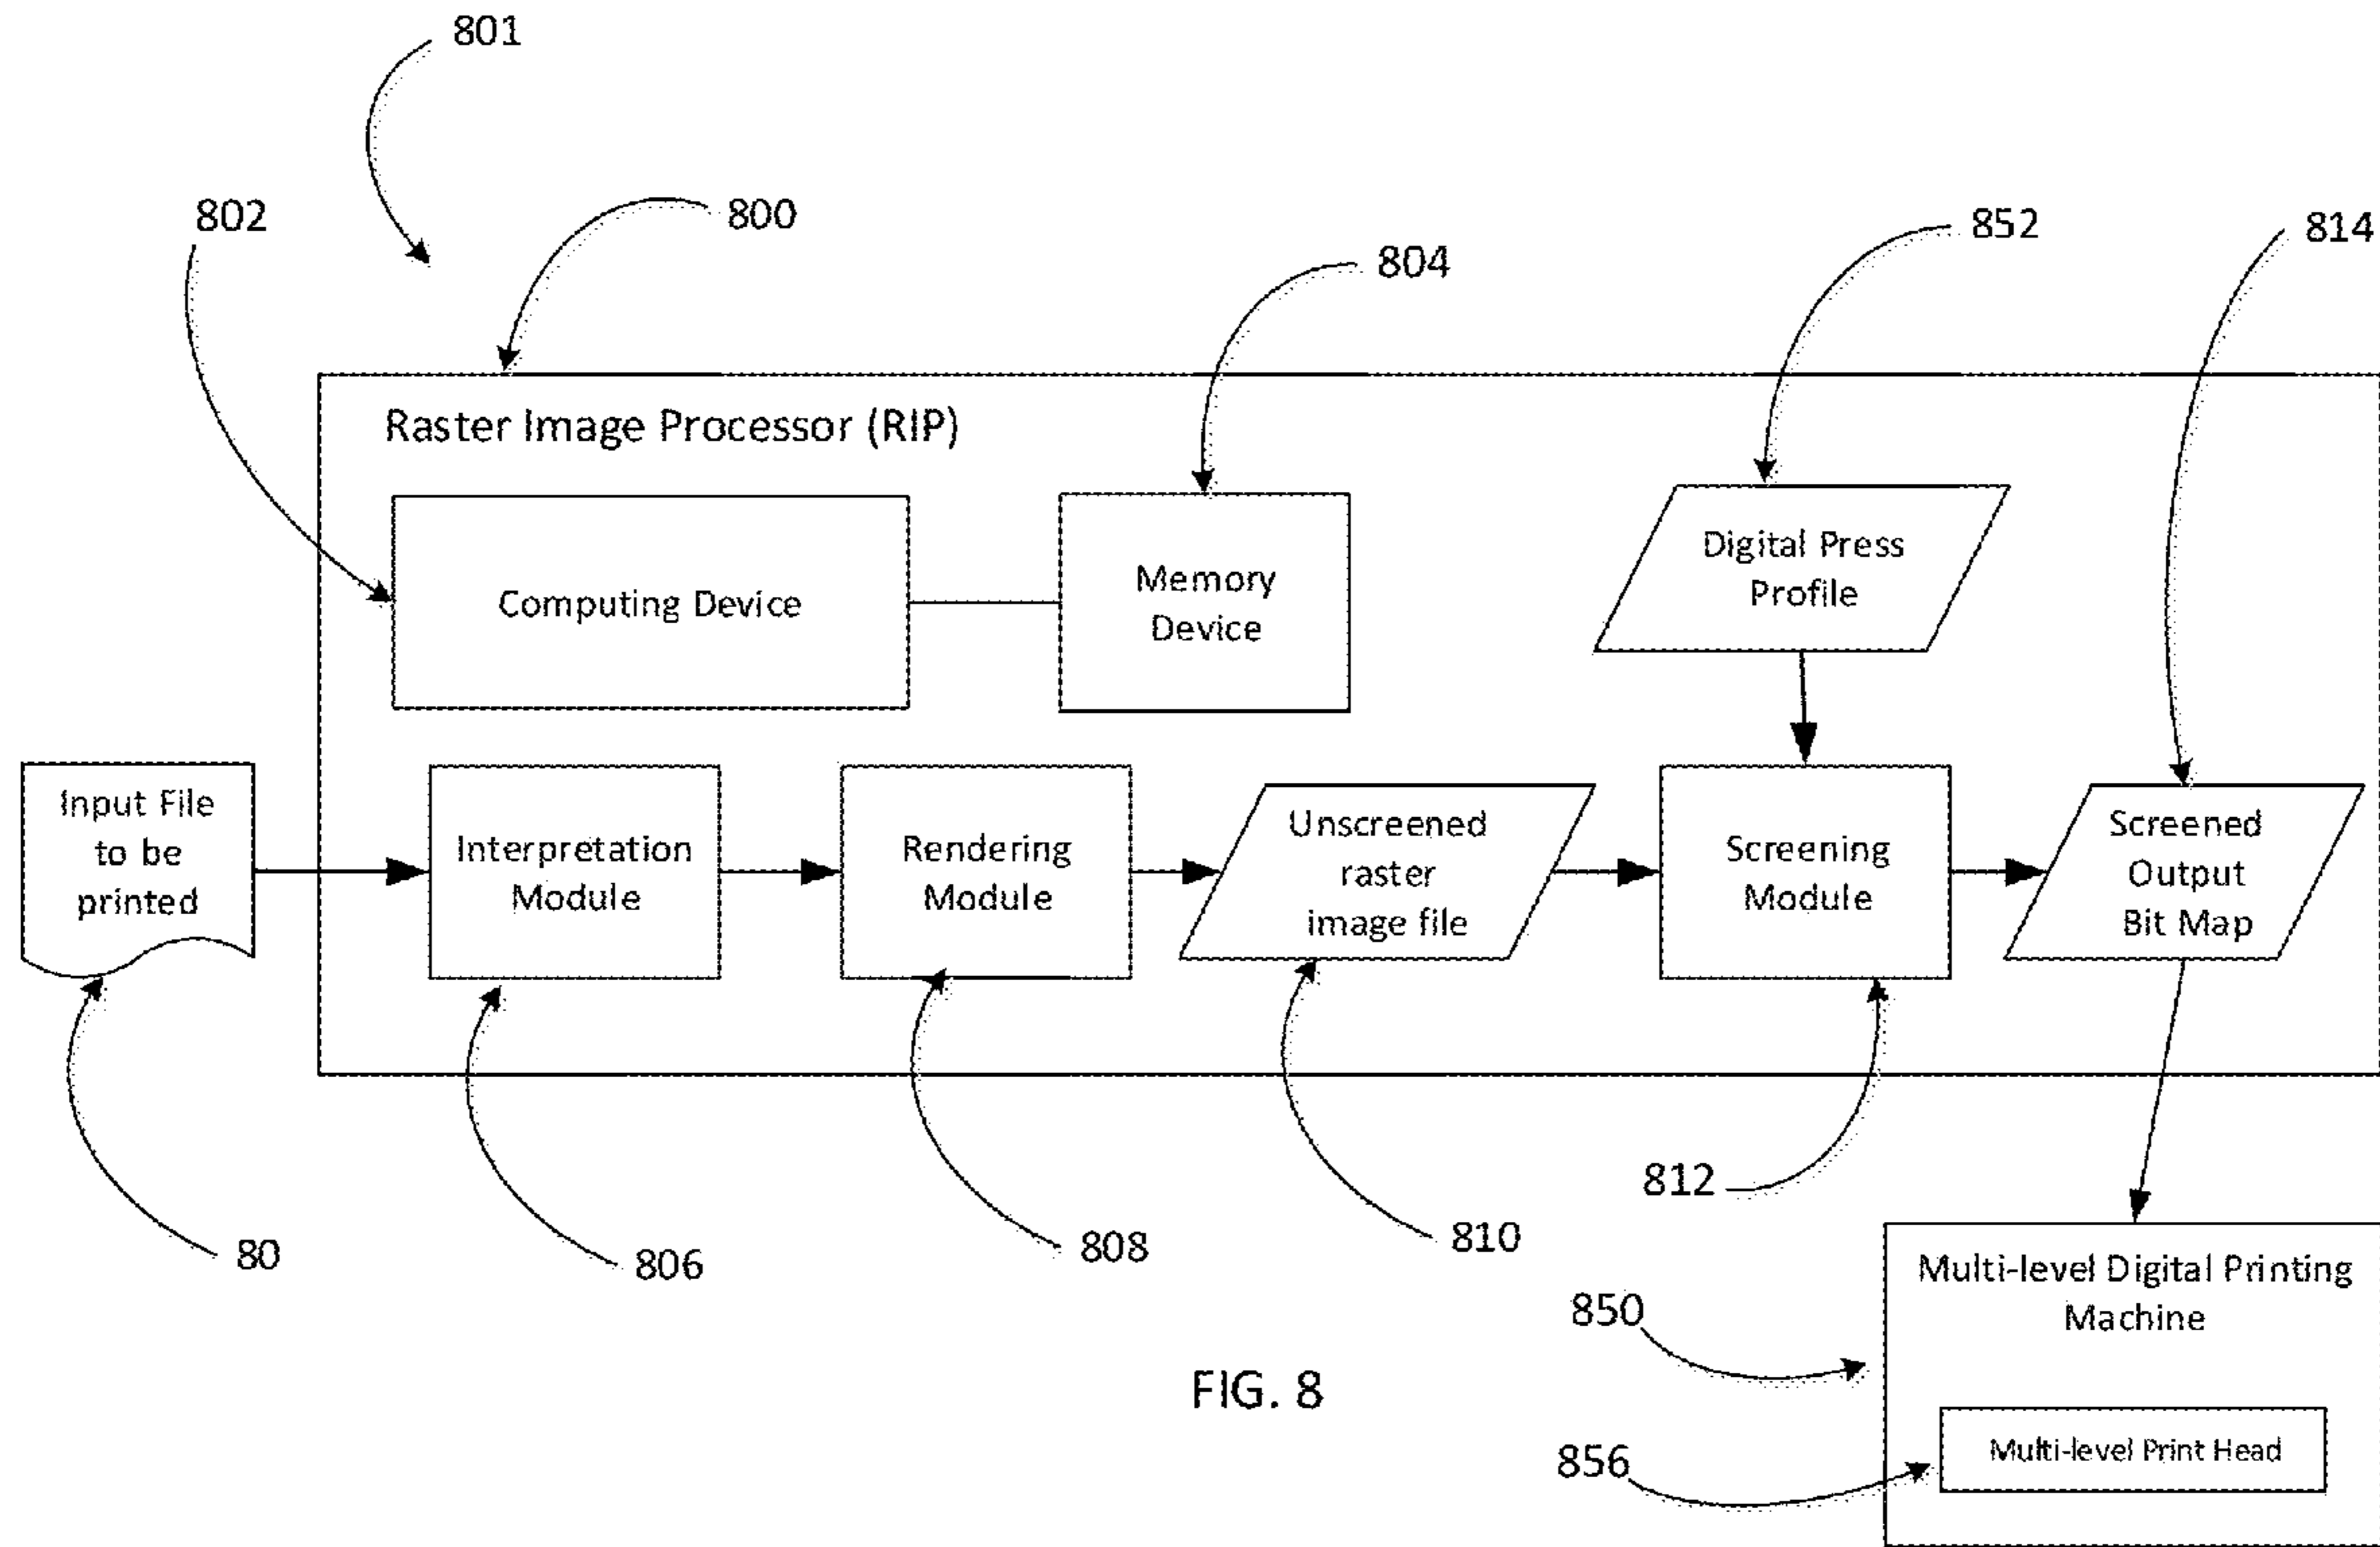 801
802
800
804
852
814
Raster Image Processor (RIP)
Computing Device
Memory
Device
Digital Press
Profile
Input File
to be
printed
Interpretation
Module
Rendering
Module
Unscreened
raster
image file
Screening
Module
Screened
Output
Bit Map
80
806
808
810
812
850
Multi-level Digital Printing
Machine
856
Multi-level Print Head
FIG. 8